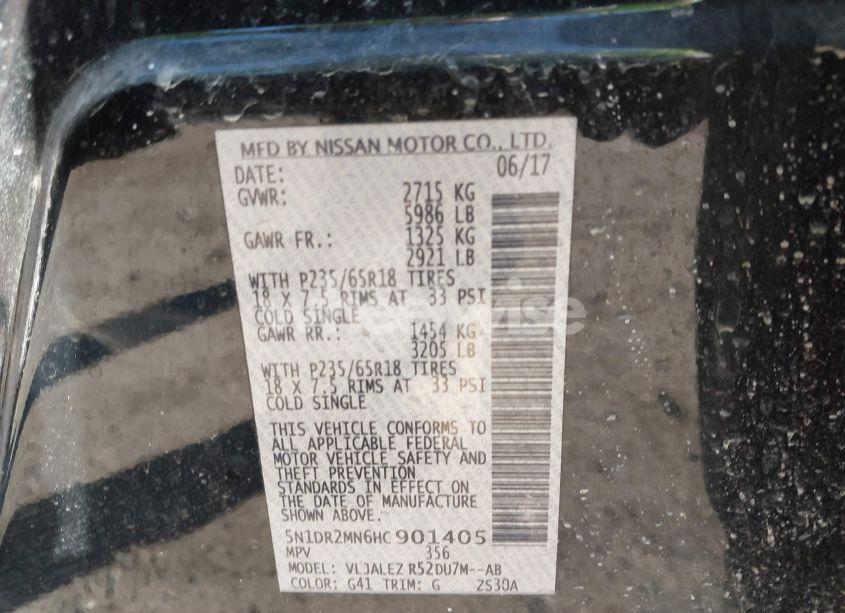 MFD BY NISSAN MOTOR CO., LTD.
DATE: 06/17
GVWR: 2715 KG
5986 LB
GAWR FR.: 1325 KG
2921 LB
WITH P235/65R18 TIRES
18 X 7.5 RIMS AT 33 PSI
COLD SINGLE
GAWR RR.: 1454 KG
3205 LB
WITH P235/65R18 TIRES
18 X 7.5 RIMS AT 33 PSI
COLD SINGLE
THIS VEHICLE CONFORMS TO
ALL APPLICABLE FEDERAL
MOTOR VEHICLE SAFETY AND
THEFT PREVENTION
STANDARDS IN EFFECT ON
THE DATE OF MANUFACTURE
SHOWN ABOVE.
5N1DR2MN6HC 901405
MPV 356
MODEL: VLJALEZ R52DU7M--AB
COLOR: G41 TRIM: G ZS30A